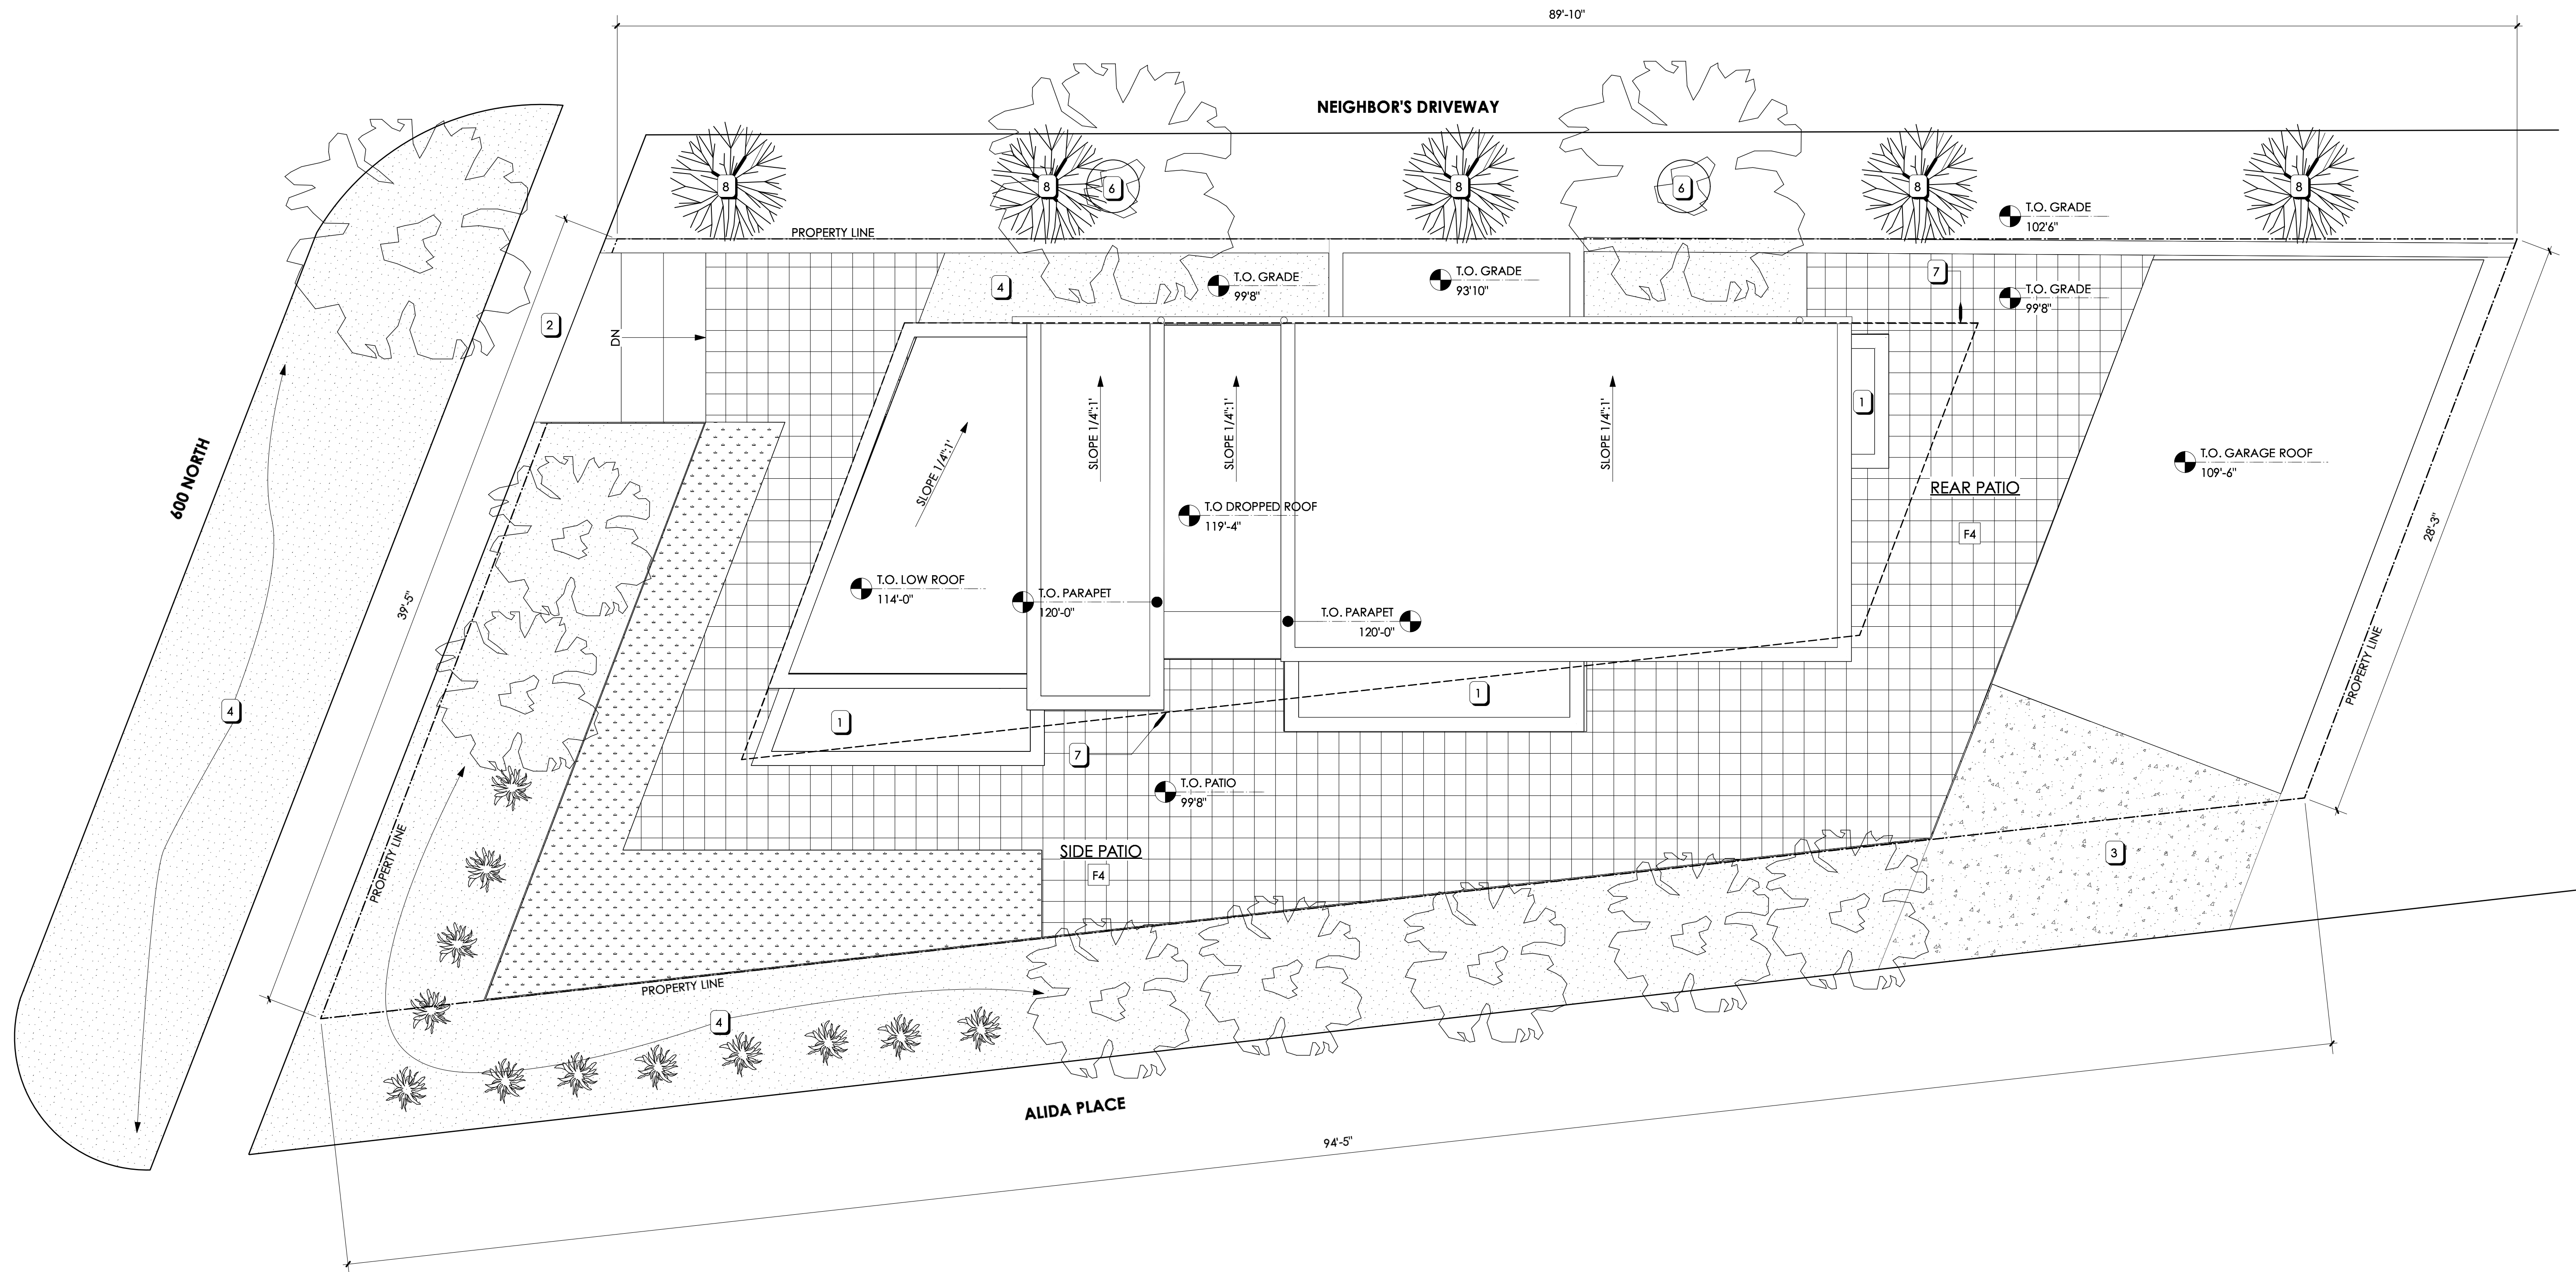 89'-10"
NEIGHBOR'S DRIVEWAY
8
8
6
8
6
8
8
T.O. GRADE
102'6"
PROPERTY LINE
7
T.O. GRADE
93'10"
T.O. GRADE
99'8"
4
T.O. GRADE
99'8"
2
DN
1
SLOPE 1/4":1'
SLOPE 1/4":1'
SLOPE 1/4":1'
SLOPE 1/4":1'
600 NORTH
T.O. GARAGE ROOF
109'-6"
REAR PATIO
F4
T.O DROPPED ROOF
119'-4"
28'-3"
39'-5"
T.O. LOW ROOF
114'-0"
T.O. PARAPET
120'-0"
T.O. PARAPET
120'-0"
PROPERTY LINE
4
1
1
7
T.O. PATIO
99'8"
SIDE PATIO
F4
3
PROPERTY LINE
PROPERTY LINE
4
ALIDA PLACE
94'-5"